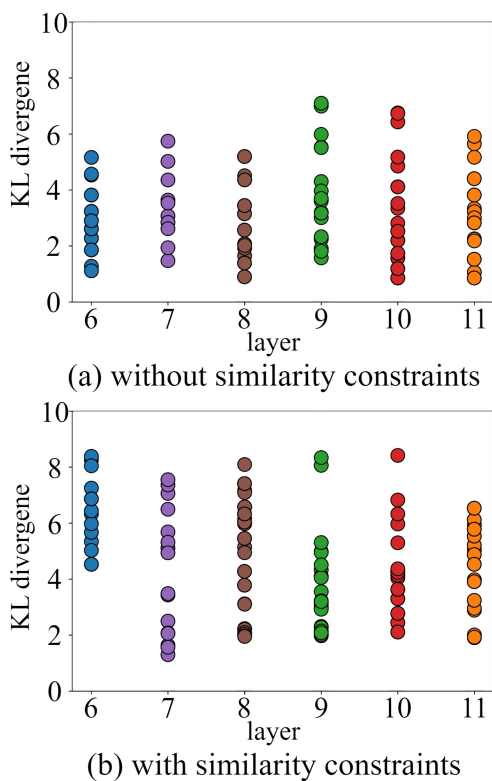 10
8
6
4
2
0
KL divergene
6 7 8 9 10 11
layer
(a) without similarity constraints
10
8
6
4
2
0
KL divergene
6 7 8 9 10 11
layer
(b) with similarity constraints